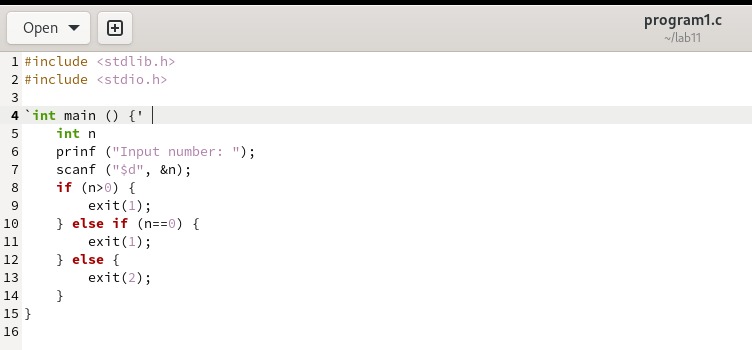 Open
program1.c
~/lab11
1 #include <stdlib.h>
2 #include <stdio.h>
3
4 `int main () {'
5     int n
6     prinf ("Input number: ");
7     scanf ("$d", &n);
8     if (n>0) {
9         exit(1);
10     } else if (n==0) {
11         exit(1);
12     } else {
13         exit(2);
14     }
15 }
16